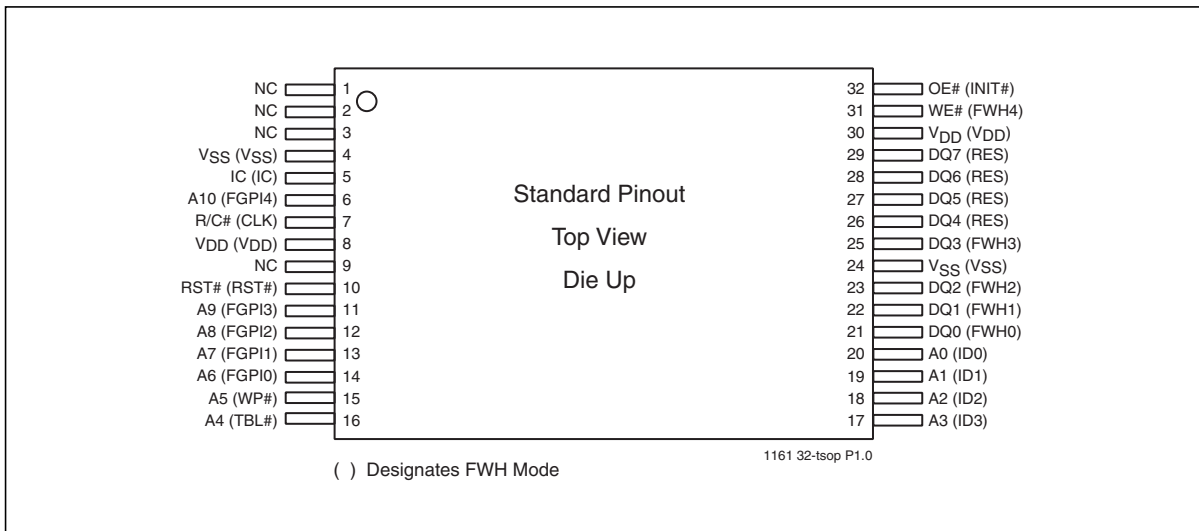 NC 1
NC 2
NC 3
VSS (VSS) 4
IC (IC) 5
A10 (FGPI4) 6
R/C# (CLK) 7
VDD (VDD) 8
NC 9
RST# (RST#) 10
A9 (FGPI3) 11
A8 (FGPI2) 12
A7 (FGPI1) 13
A6 (FGPI0) 14
A5 (WP#) 15
A4 (TBL#) 16
Standard Pinout
Top View
Die Up
32 OE# (INIT#)
31 WE# (FWH4)
30 VDD (VDD)
29 DQ7 (RES)
28 DQ6 (RES)
27 DQ5 (RES)
26 DQ4 (RES)
25 DQ3 (FWH3)
24 VSS (VSS)
23 DQ2 (FWH2)
22 DQ1 (FWH1)
21 DQ0 (FWH0)
20 A0 (ID0)
19 A1 (ID1)
18 A2 (ID2)
17 A3 (ID3)
1161 32-tsop P1.0
( ) Designates FWH Mode